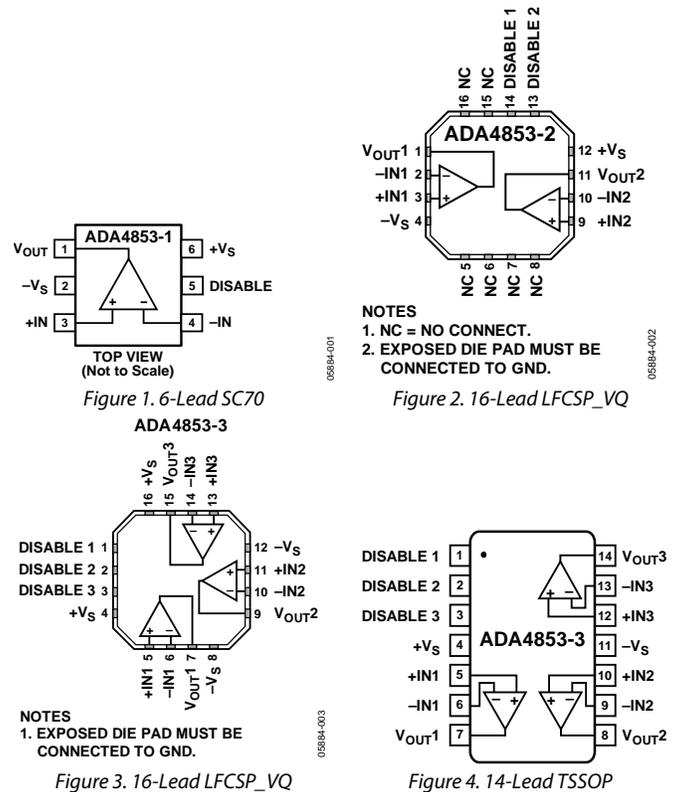 ADA4853-1
VOUT 1
–VS 2
+IN 3
6 +VS
5 DISABLE
4 –IN
+ –
TOP VIEW
(Not to Scale)
05884-001
Figure 1. 6-Lead SC70
16 NC
15 NC
14 DISABLE 1
13 DISABLE 2
ADA4853-2
VOUT1 1
–IN1 2
+IN1 3
–VS 4
– +
– +
12 +VS
11 VOUT2
10 –IN2
9 +IN2
NC 5
NC 6
NC 7
NC 8
NOTES
1. NC = NO CONNECT.
2. EXPOSED DIE PAD MUST BE
CONNECTED TO GND.
05884-002
Figure 2. 16-Lead LFCSP_VQ
ADA4853-3
16 +VS
15 VOUT3
14 –IN3
13 +IN3
DISABLE 1 1
DISABLE 2 2
DISABLE 3 3
+VS 4
– +
+ –
+ –
12 –VS
11 +IN2
10 –IN2
9 VOUT2
+IN1 5
–IN1 6
VOUT1 7
–VS 8
NOTES
1. EXPOSED DIE PAD MUST BE
CONNECTED TO GND.
05884-003
Figure 3. 16-Lead LFCSP_VQ
DISABLE 1 1
DISABLE 2 2
DISABLE 3 3
+VS 4
+IN1 5
–IN1 6
VOUT1 7
ADA4853-3
+ –
– +
+ –
14 VOUT3
13 –IN3
12 +IN3
11 –VS
10 +IN2
9 –IN2
8 VOUT2
Figure 4. 14-Lead TSSOP